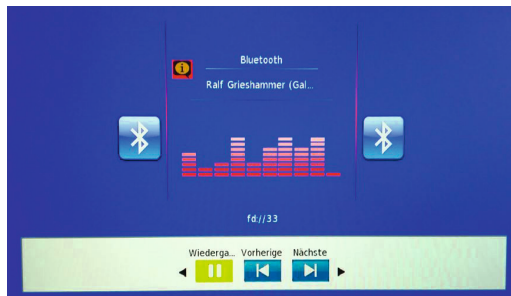 Bluetooth
Ralf Grieshammer (Gal...
fd://33
Wiederga... Vorherige Nächste